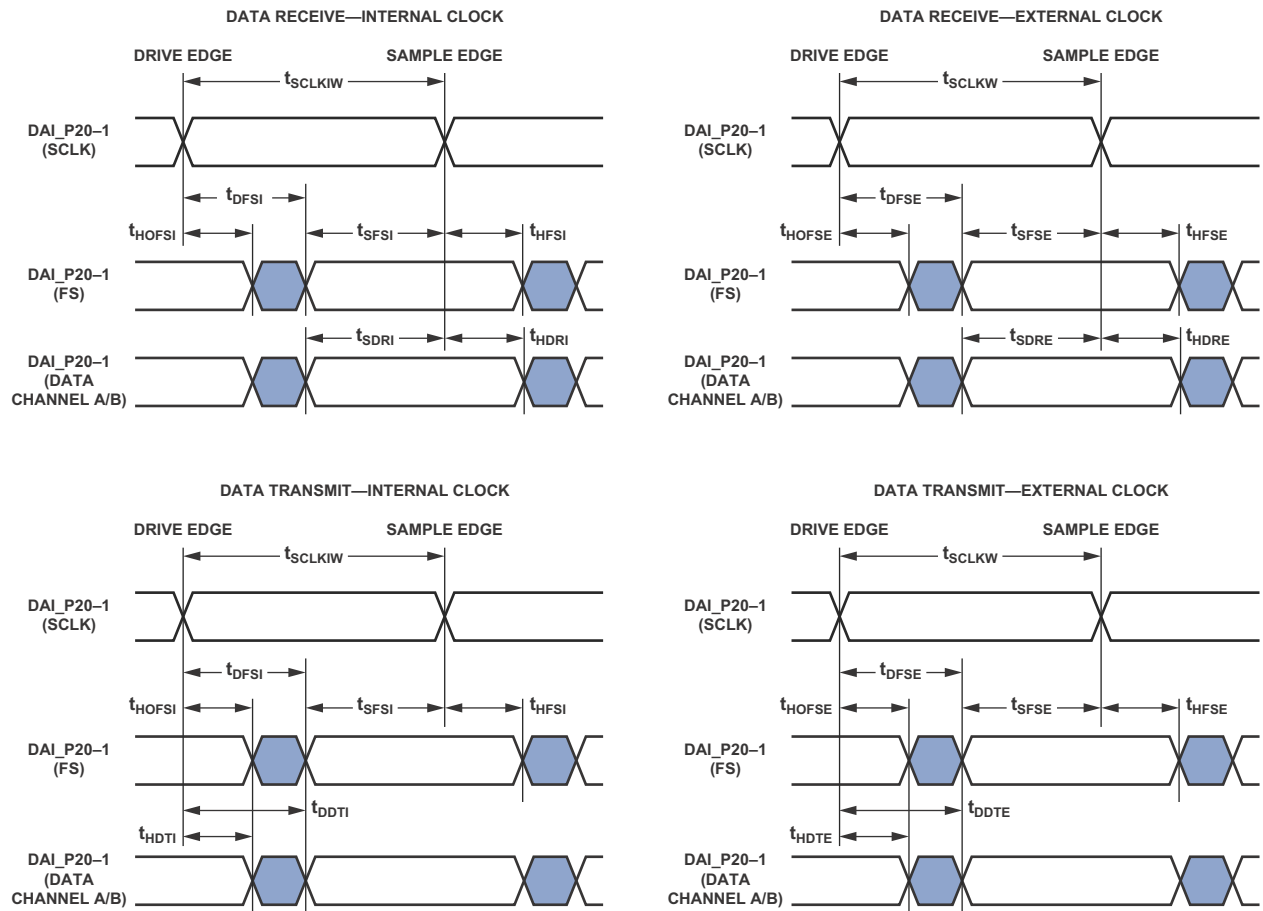 DATA RECEIVE—INTERNAL CLOCK
DRIVE EDGE
SAMPLE EDGE
tSCLKIW
DAI_P20–1
(SCLK)
tDFSI
tHOFSI
tSFSI
tHFSI
DAI_P20–1
(FS)
tSDRI
tHDRI
DAI_P20–1
(DATA
CHANNEL A/B)
DATA RECEIVE—EXTERNAL CLOCK
DRIVE EDGE
SAMPLE EDGE
tSCLKW
DAI_P20–1
(SCLK)
tDFSE
tHOFSE
tSFSE
tHFSE
DAI_P20–1
(FS)
tSDRE
tHDRE
DAI_P20–1
(DATA
CHANNEL A/B)
DATA TRANSMIT—INTERNAL CLOCK
DRIVE EDGE
SAMPLE EDGE
tSCLKIW
DAI_P20–1
(SCLK)
tDFSI
tHOFSI
tSFSI
tHFSI
DAI_P20–1
(FS)
tDDTI
tHDTI
DAI_P20–1
(DATA
CHANNEL A/B)
DATA TRANSMIT—EXTERNAL CLOCK
DRIVE EDGE
SAMPLE EDGE
tSCLKW
DAI_P20–1
(SCLK)
tDFSE
tHOFSE
tSFSE
tHFSE
DAI_P20–1
(FS)
tDDTE
tHDTE
DAI_P20–1
(DATA
CHANNEL A/B)